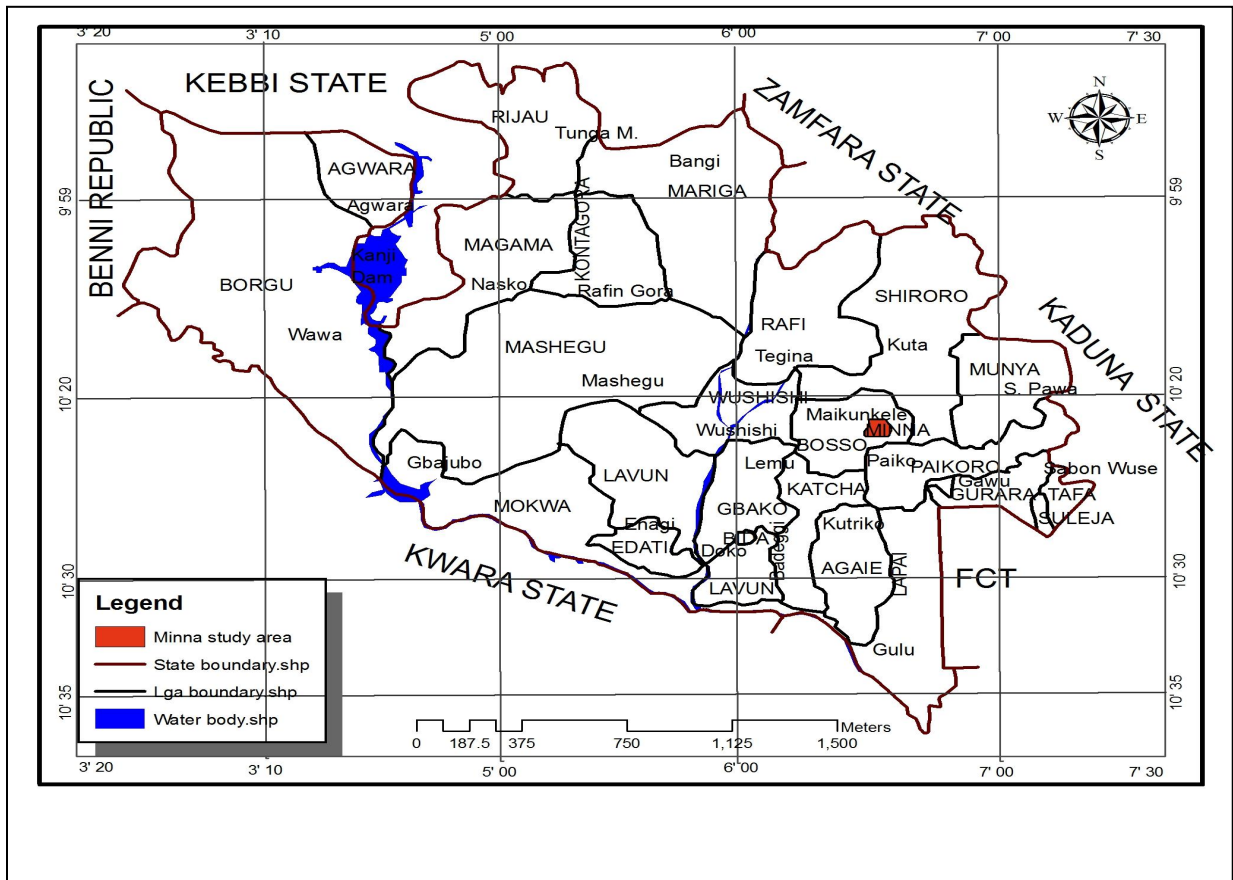 3' 20
3' 10
5' 00
6' 00
7' 00
7' 30
KEBBI STATE
BENNI REPUBLIC
ZAMFARA STATE
N
W
E
S
RIJAU
Tunga M.
Bangi
MARIGA
AGWARA
Agwara
9' 59
9' 59
MAGAMA
KONTAGORA
Kanji
Dam
Nasko
Rafin Gora
BORGU
SHIRORO
Wawa
RAFI
Kuta
KADUNA STATE
MASHEGU
Tegina
MUNYA
Mashegu
S. Pawa
10' 20
10' 20
WUSHISHI
Maikunkele
Wushishi
MINNA
BOSSO
Gbajubo
LAVUN
Lemu
Paiko
PAIKORO
Sabon Wuse
KATCHA
Gawu
GURARA
TAFA
MOKWA
GBAKO
SULEJA
Enagi
Kutriko
EDATI
BIDA
Doko
Badeggi
KWARA STATE
AGAIE
LAPAI
FCT
LAVUN
10' 30
10' 30
Gulu
Legend
Minna study area
State boundary.shp
Lga boundary.shp
Water body.shp
10' 35
10' 35
Meters
0
187.5
375
750
1,125
1,500
3' 20
3' 10
5' 00
6' 00
7' 00
7' 30